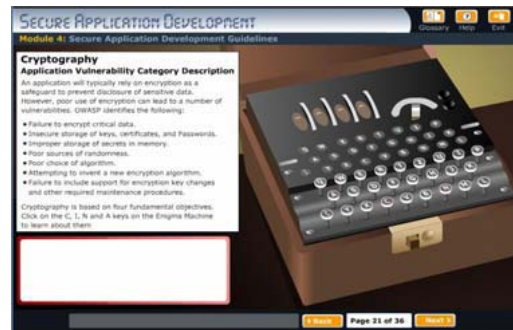 SECURE APPLICATION DEVELOPMENT
Glossary Help Exit
Module 4: Secure Application Development Guidelines
Cryptography
Application Vulnerability Category Description
An application will typically rely on encryption as a
safeguard to prevent disclosure of sensitive data.
However, poor use of encryption can lead to a number of
vulnerabilities. OWASP identifies the following:
• Failure to encrypt critical data.
• Insecure storage of keys, certificates, and Passwords.
• Improper storage of secrets in memory.
• Poor sources of randomness.
• Poor choice of algorithm.
• Attempting to invent a new encryption algorithm.
• Failure to include support for encryption key changes
and other required maintenance procedures.
Cryptography is based on four fundamental objectives.
Click on the C, I, N and A keys on the Enigma Machine
to learn about them
Back Page 21 of 36 Next